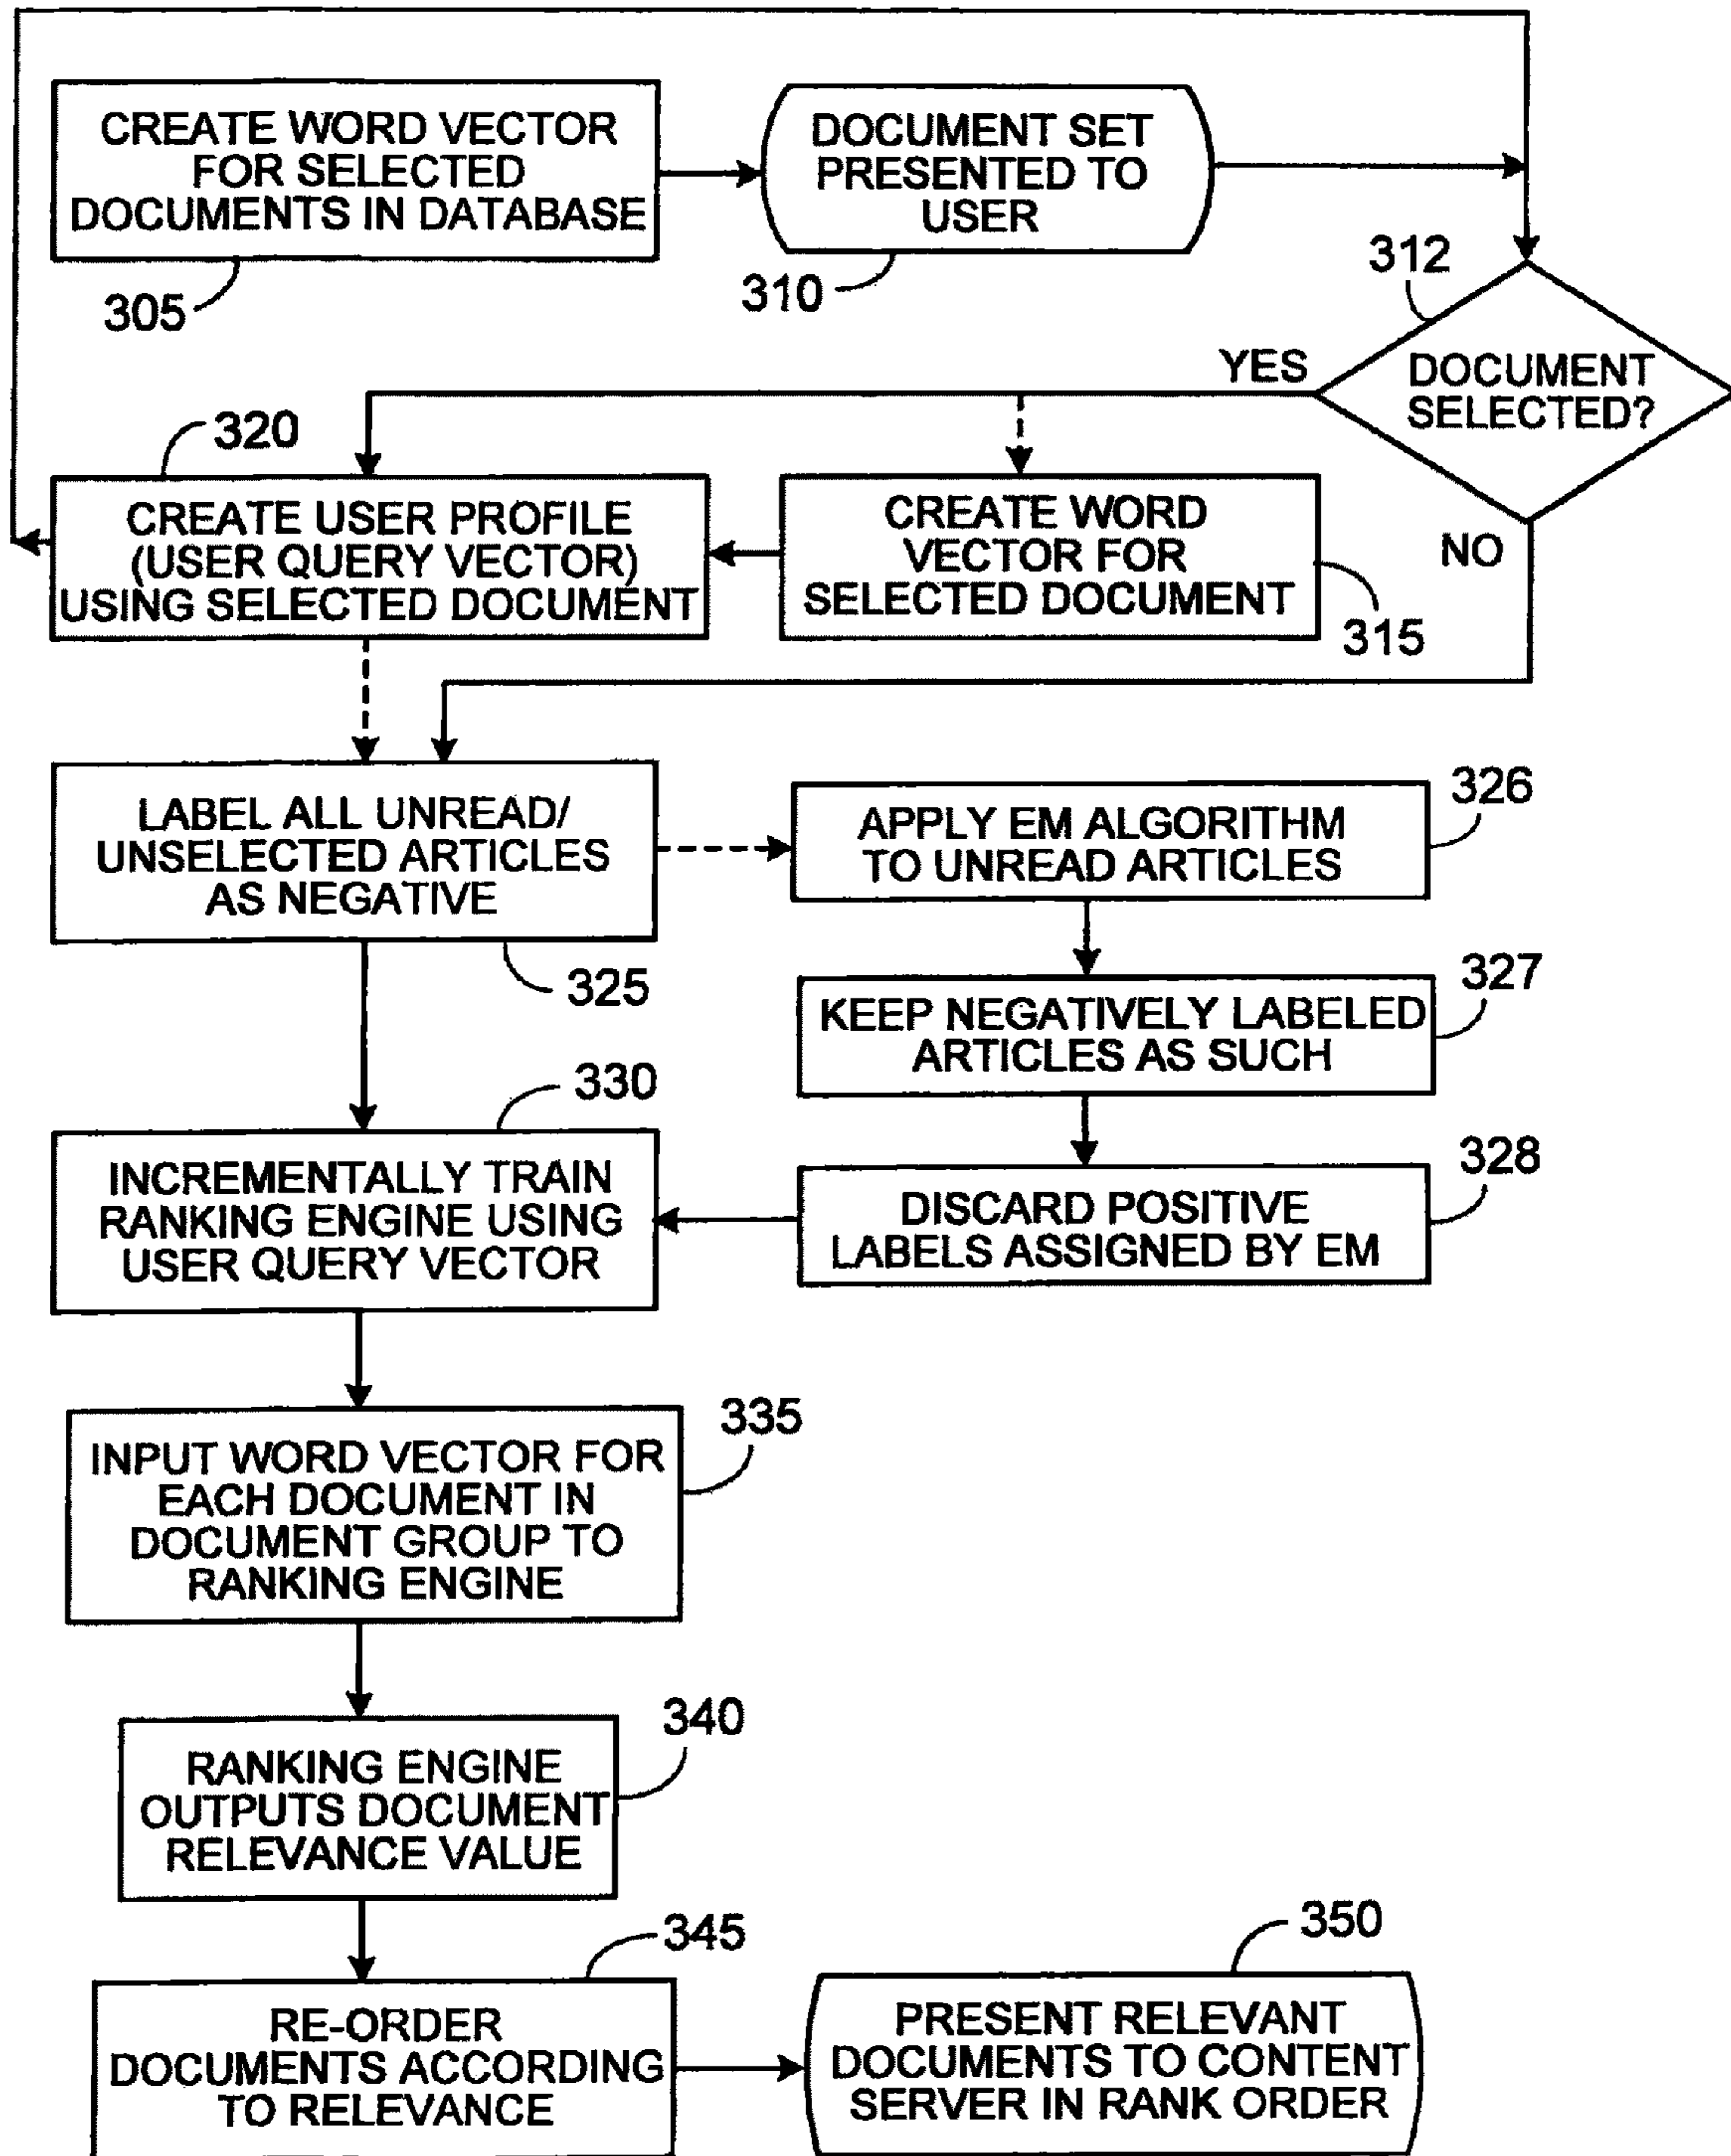 CREATE WORD VECTOR
FOR SELECTED
DOCUMENTS IN DATABASE
305
DOCUMENT SET
PRESENTED TO
USER
310
312
DOCUMENT
SELECTED?
YES
NO
320
CREATE USER PROFILE
(USER QUERY VECTOR)
USING SELECTED DOCUMENT
CREATE WORD
VECTOR FOR
SELECTED DOCUMENT
315
LABEL ALL UNREAD/
UNSELECTED ARTICLES
AS NEGATIVE
325
326
APPLY EM ALGORITHM
TO UNREAD ARTICLES
327
KEEP NEGATIVELY LABELED
ARTICLES AS SUCH
328
DISCARD POSITIVE
LABELS ASSIGNED BY EM
330
INCREMENTALLY TRAIN
RANKING ENGINE USING
USER QUERY VECTOR
335
INPUT WORD VECTOR FOR
EACH DOCUMENT IN
DOCUMENT GROUP TO
RANKING ENGINE
340
RANKING ENGINE
OUTPUTS DOCUMENT
RELEVANCE VALUE
345
RE-ORDER
DOCUMENTS ACCORDING
TO RELEVANCE
350
PRESENT RELEVANT
DOCUMENTS TO CONTENT
SERVER IN RANK ORDER